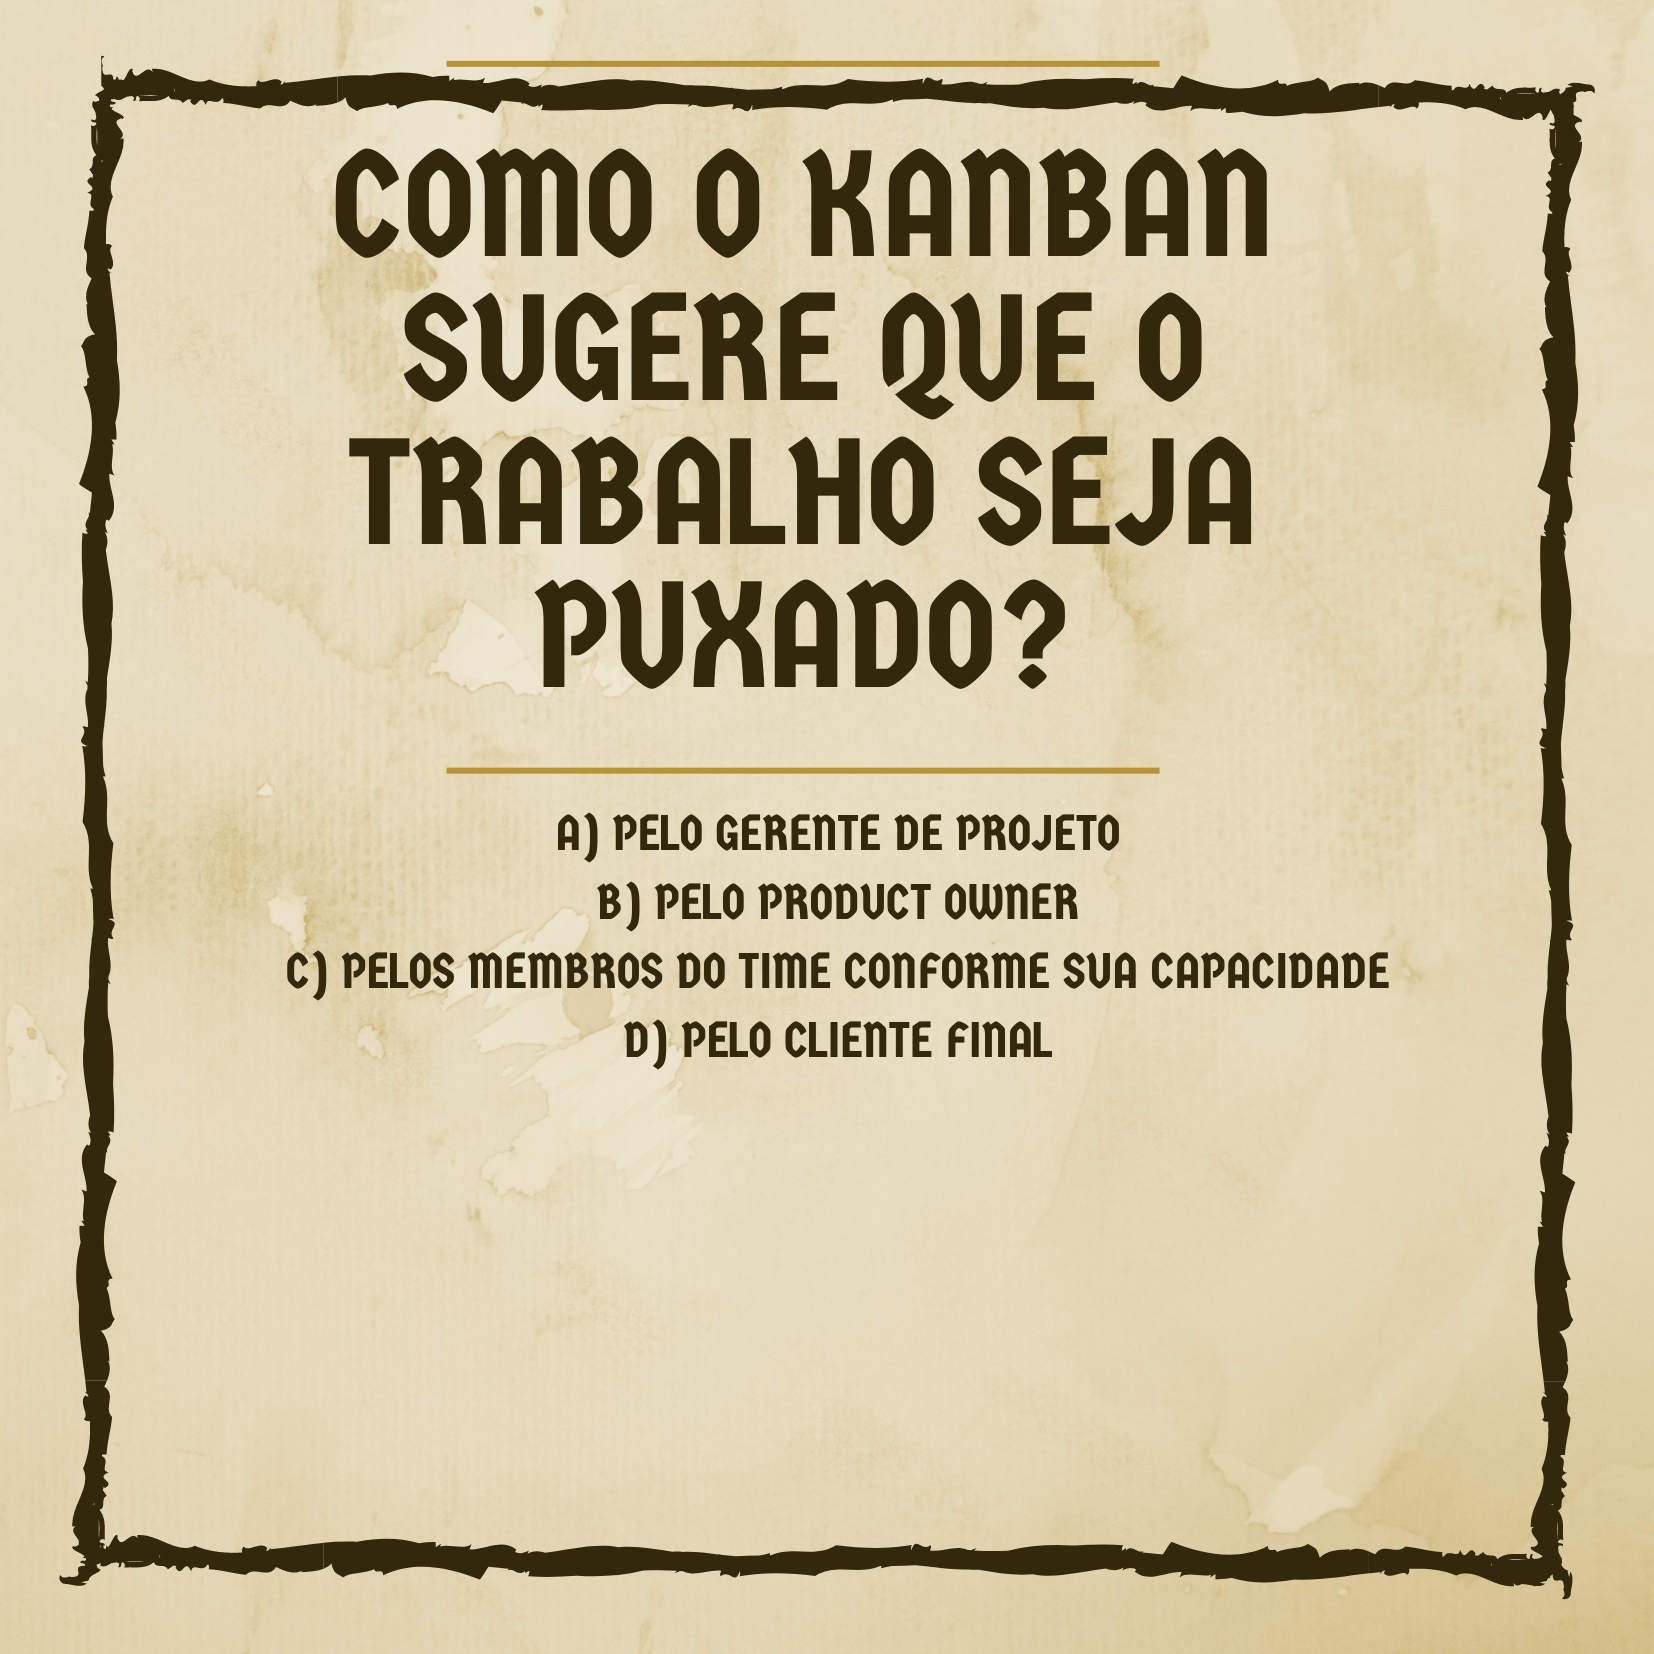 COMO O KANBAN
SUGERE QUE O
TRABALHO SEJA
PUXADO?
A) PELO GERENTE DE PROJETO
B) PELO PRODUCT OWNER
C) PELOS MEMBROS DO TIME CONFORME SUA CAPACIDADE
D) PELO CLIENTE FINAL